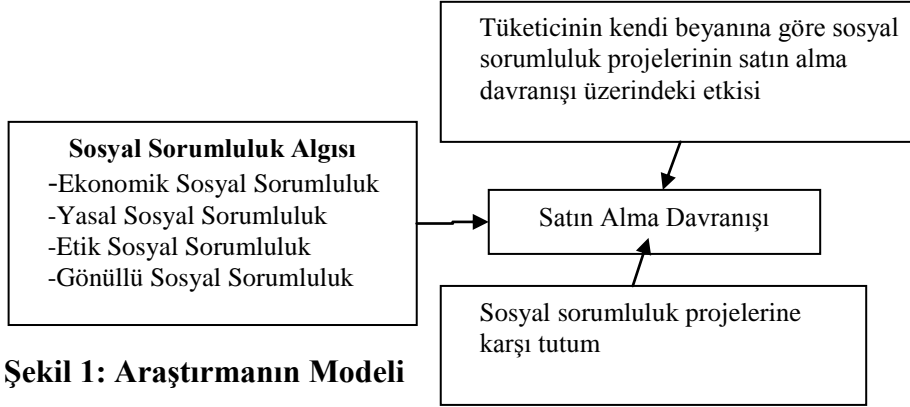 Tüketicinin kendi beyanına göre sosyal
sorumluluk projelerinin satın alma
davranışı üzerindeki etkisi
Sosyal Sorumluluk Algısı
-Ekonomik Sosyal Sorumluluk
-Yasal Sosyal Sorumluluk
-Etik Sosyal Sorumluluk
-Gönüllü Sosyal Sorumluluk
Satın Alma Davranışı
Sosyal sorumluluk projelerine
karşı tutum
Şekil 1: Araştırmanın Modeli